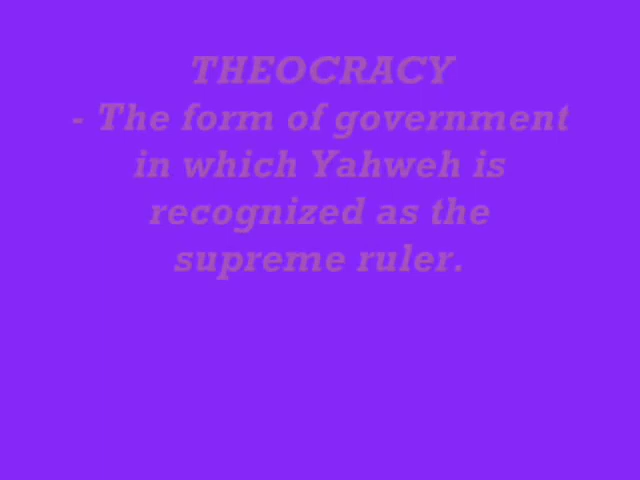 THEOCRACY
- The form of government
in which Yahweh is
recognized as the
supreme ruler.